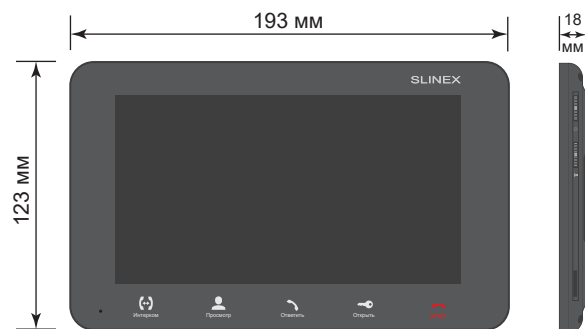 193 мм
18
мм
SLINEX
123 мм
Интерком
Просмотр
Ответить
Открыть